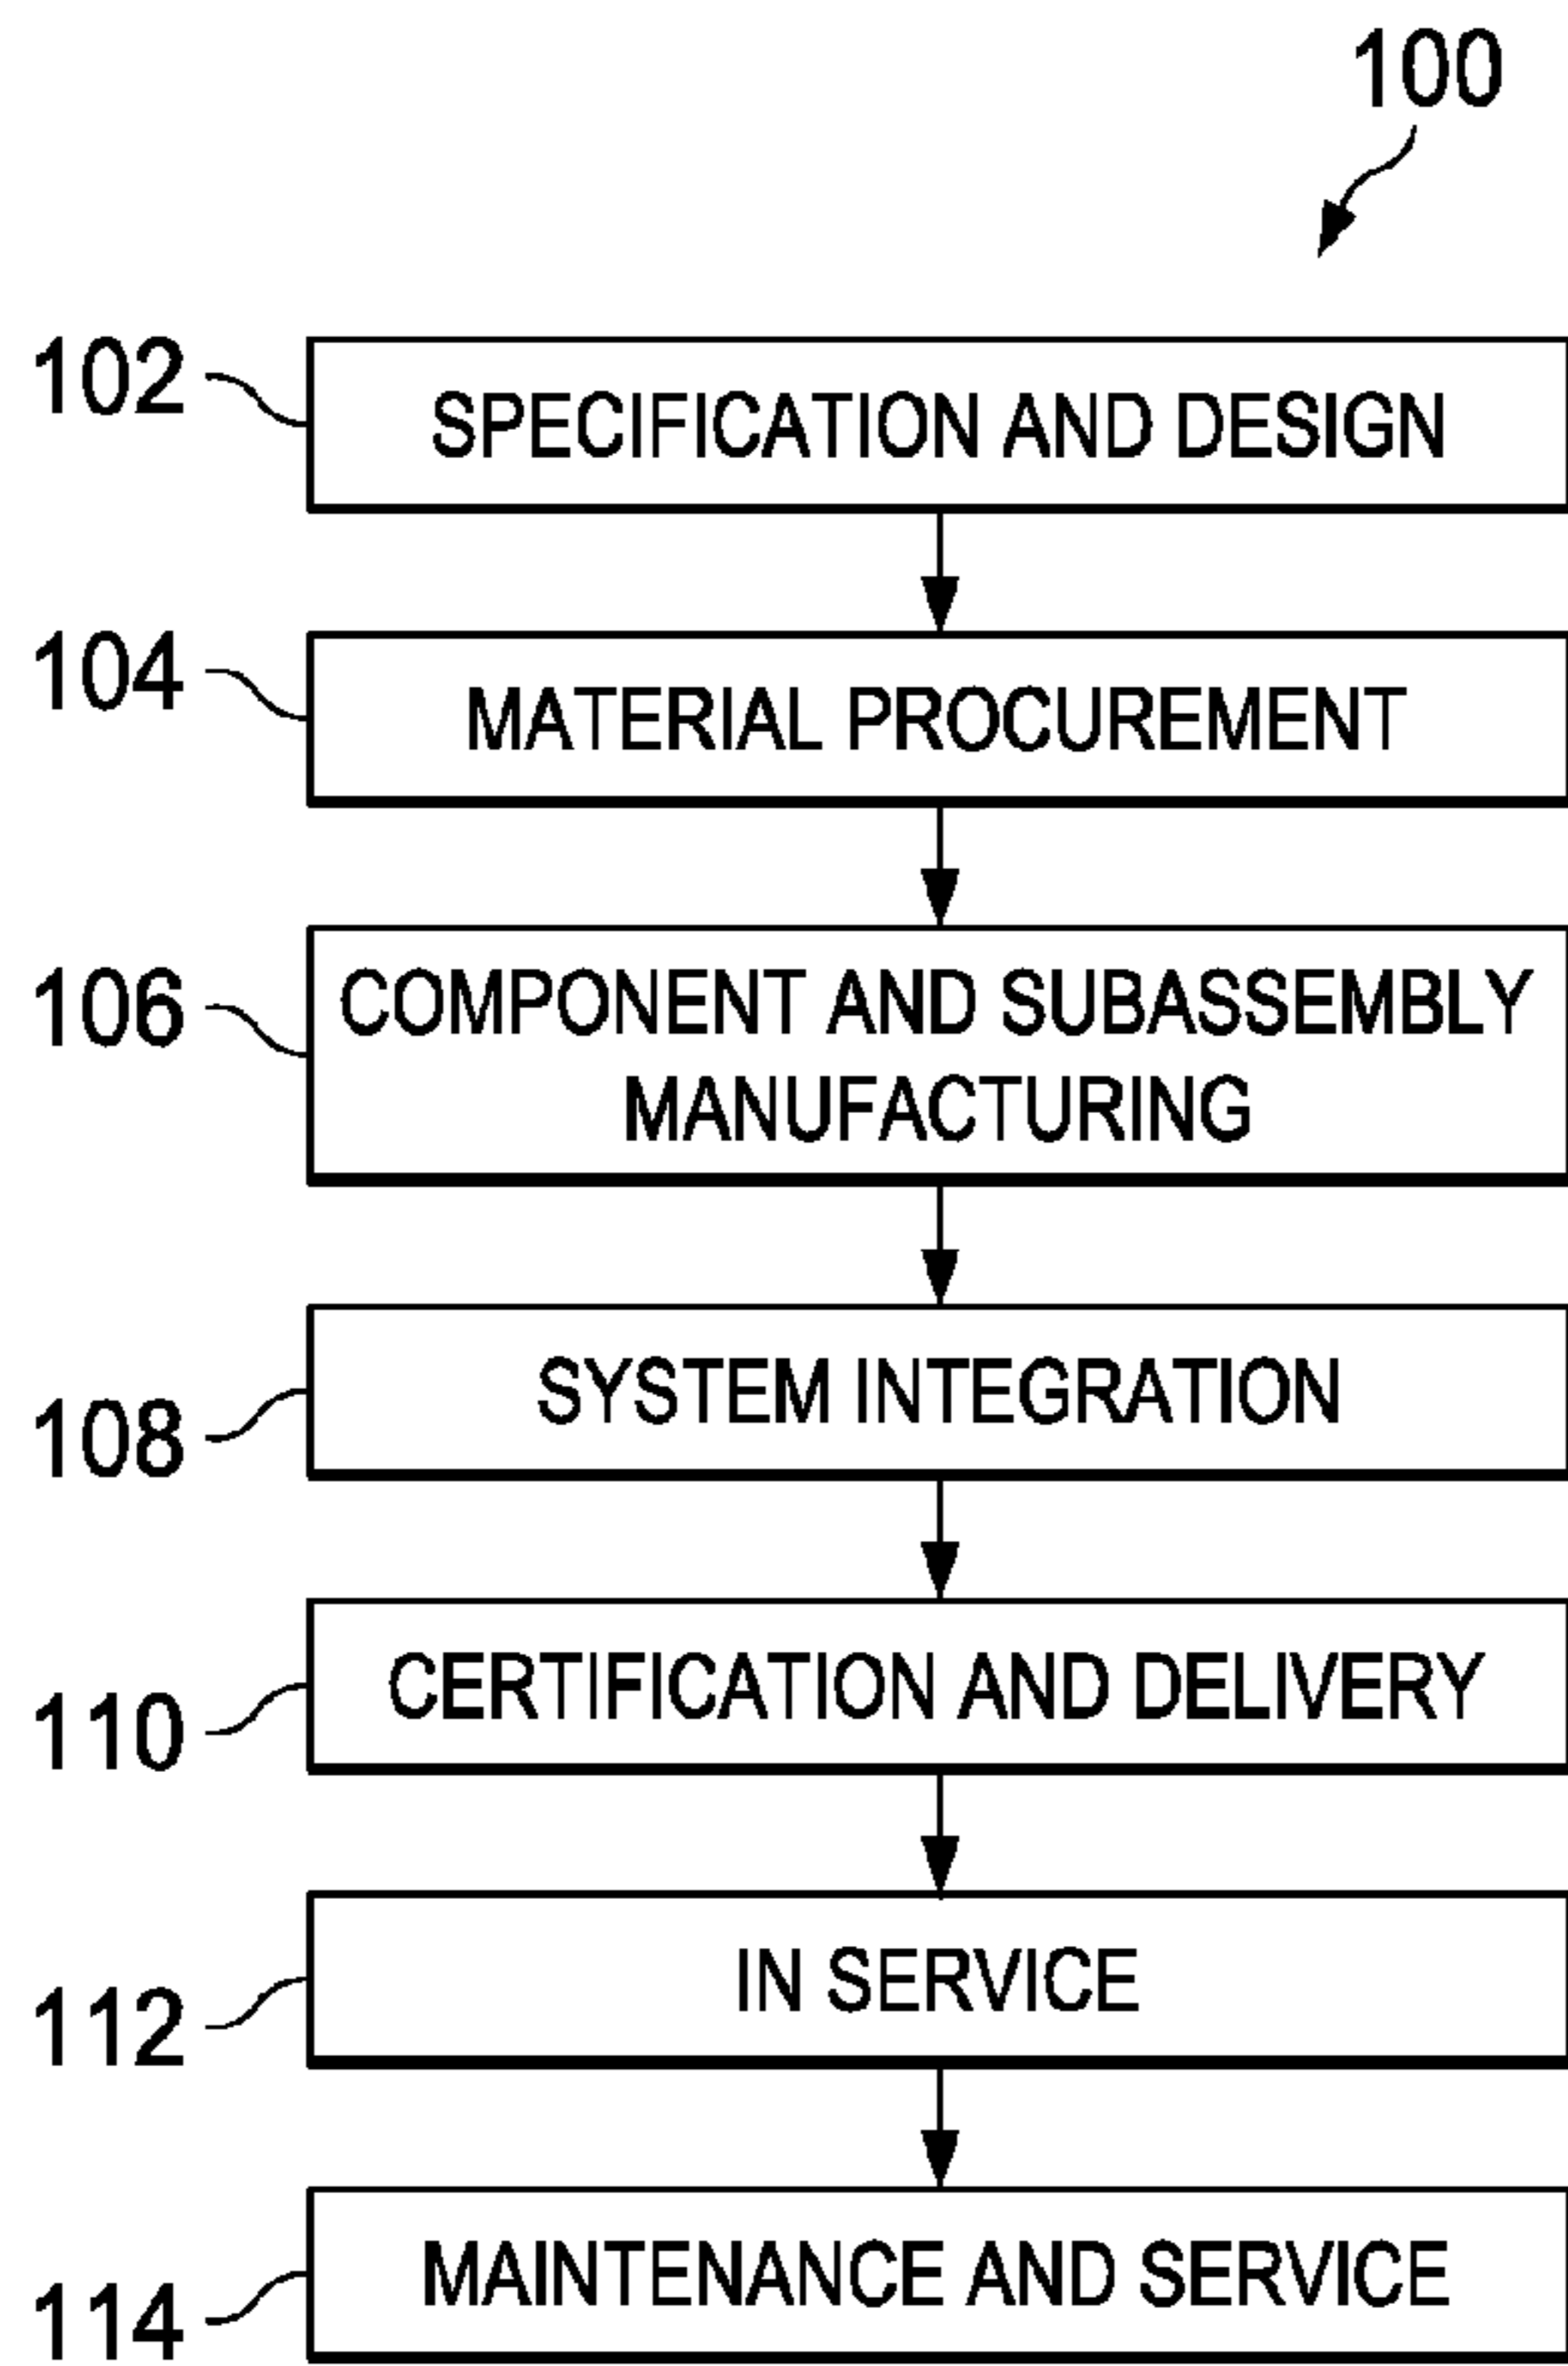 100
102 SPECIFICATION AND DESIGN
104 MATERIAL PROCUREMENT
106 COMPONENT AND SUBASSEMBLY
MANUFACTURING
108 SYSTEM INTEGRATION
110 CERTIFICATION AND DELIVERY
112 IN SERVICE
114 MAINTENANCE AND SERVICE